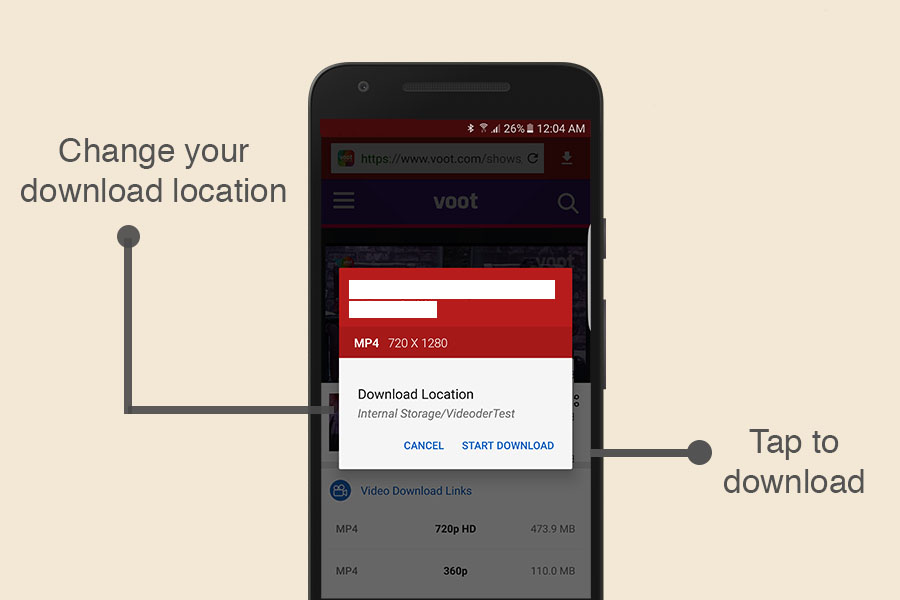 26% 12:04 AM
https://www.voot.com/shows
voot
Change your
download location
MP4 720 X 1280
Download Location
Internal Storage/VideoderTest
CANCEL START DOWNLOAD
Tap to
download
Video Download Links
MP4 720p HD 473.9 MB
MP4 360p 110.0 MB